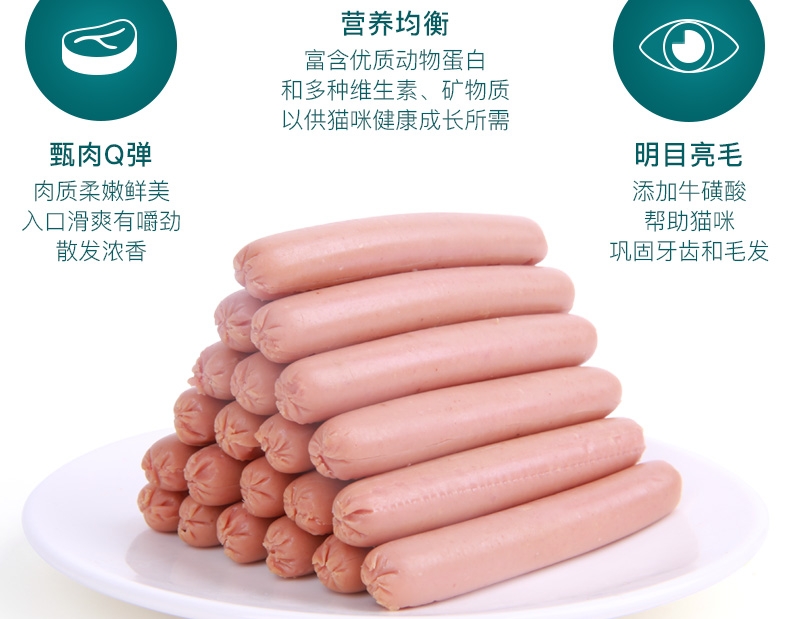 营养均衡
富含优质动物蛋白
和多种维生素、矿物质
以供猫咪健康成长所需
甄肉Q弹
肉质柔嫩鲜美
入口滑爽有嚼劲
散发浓香
明目亮毛
添加牛磺酸
帮助猫咪
巩固牙齿和毛发